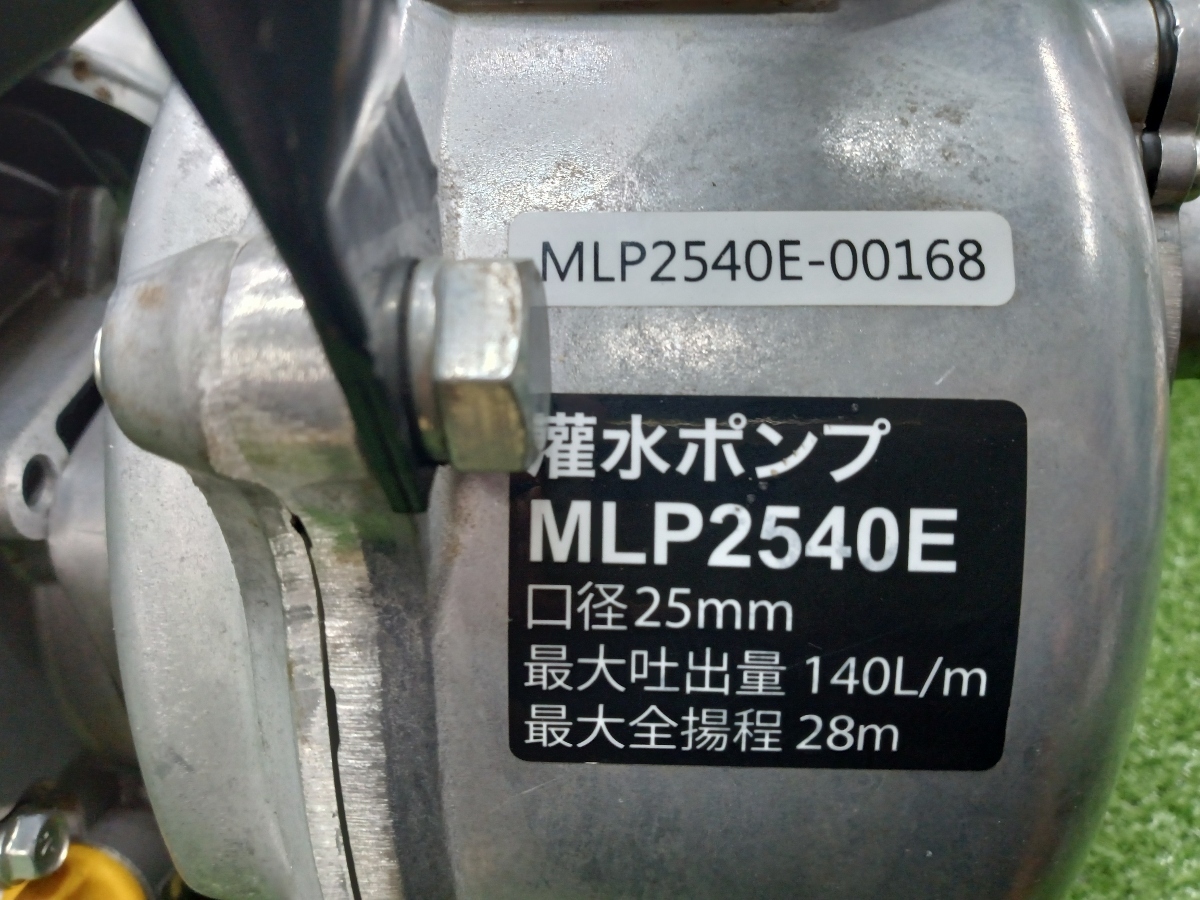 MLP2540E-00168
灌水ポンプ
MLP2540E
口径25mm
最大吐出量 140L/m
最大全揚程 28m